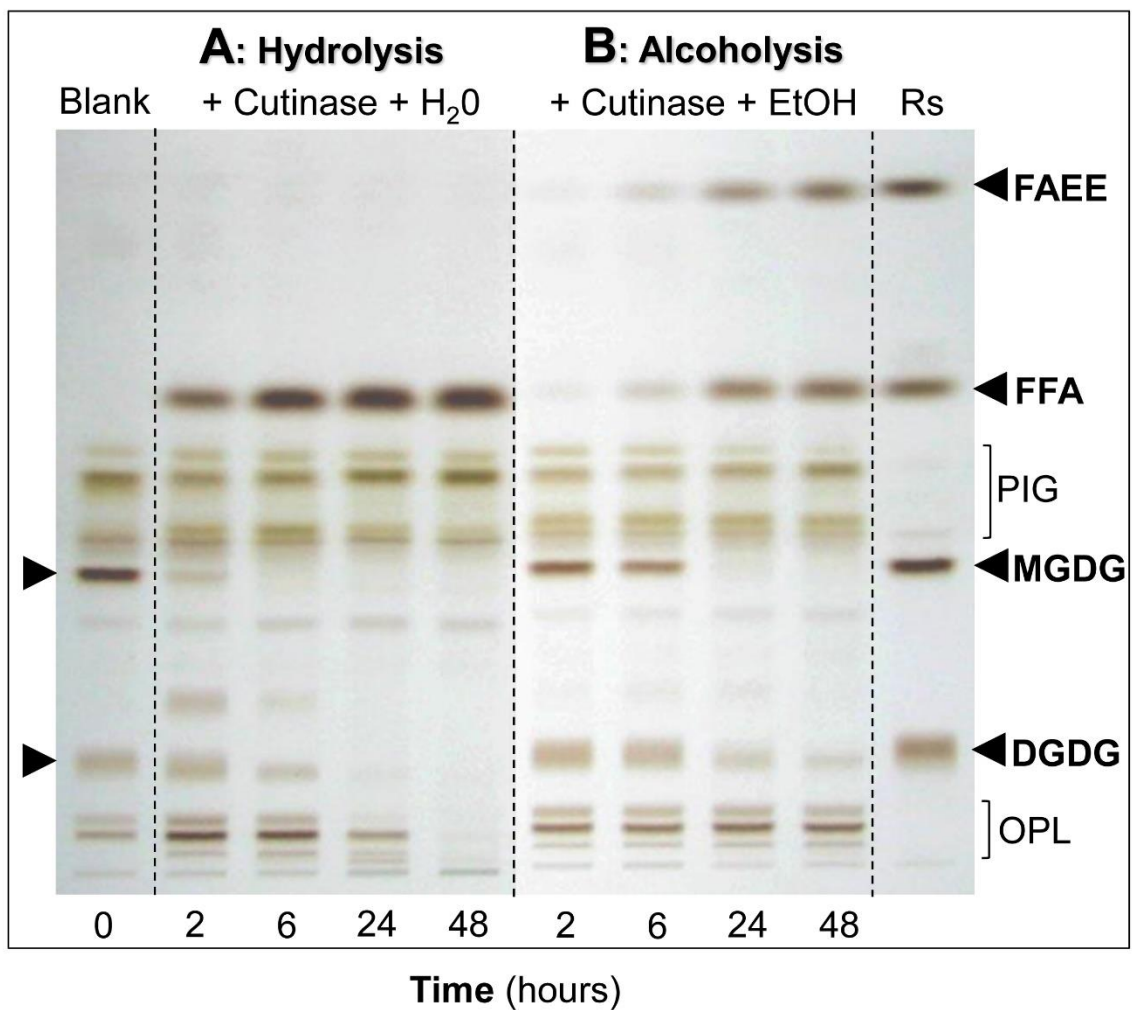 A: Hydrolysis
B: Alcoholysis
Blank
+ Cutinase + H₂0
+ Cutinase + EtOH
Rs
FAEE
FFA
PIG
MGDG
DGDG
OPL
0 2 6 24 48 2 6 24 48
Time (hours)